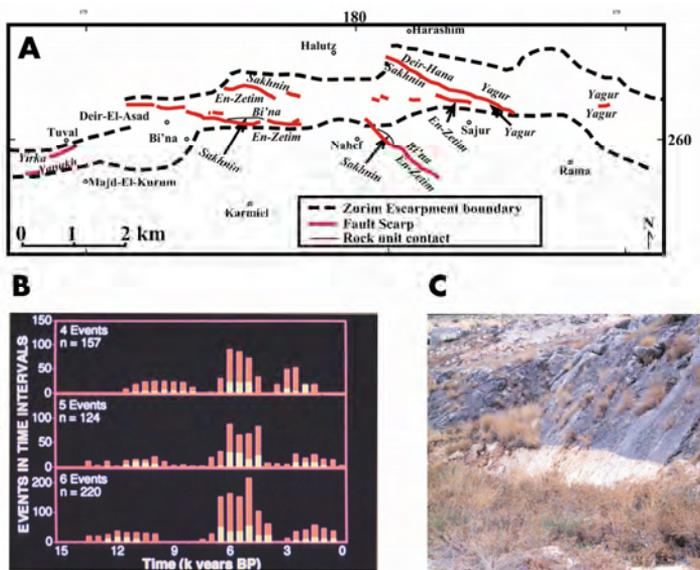 A
180
Harashim
Halutz
Sakhnin
Deir-Hana
Sakhnin
Yagur
En-Zetim
Yagur
Yagur
Deir-El-Asad
Bi'na
Bi'na
En-Zetim
En-Zetim
Sajur
Tuval
Yirka
Yanukh
Sakhnin
Nahef
Sakhnin
Bi'na
En-Zetim
Rama
260
Majd-El-Kurum
Karmiel
Zurim Escarpment boundary
Fault Scarp
Rock unit contact
0 1 2 km
N
B
C
EVENTS IN TIME INTERVALS
150
100
50
0
4 Events
n = 157
100
50
0
5 Events
n = 124
200
100
0
6 Events
n = 220
15 12 9 6 3 0
Time (k years BP)